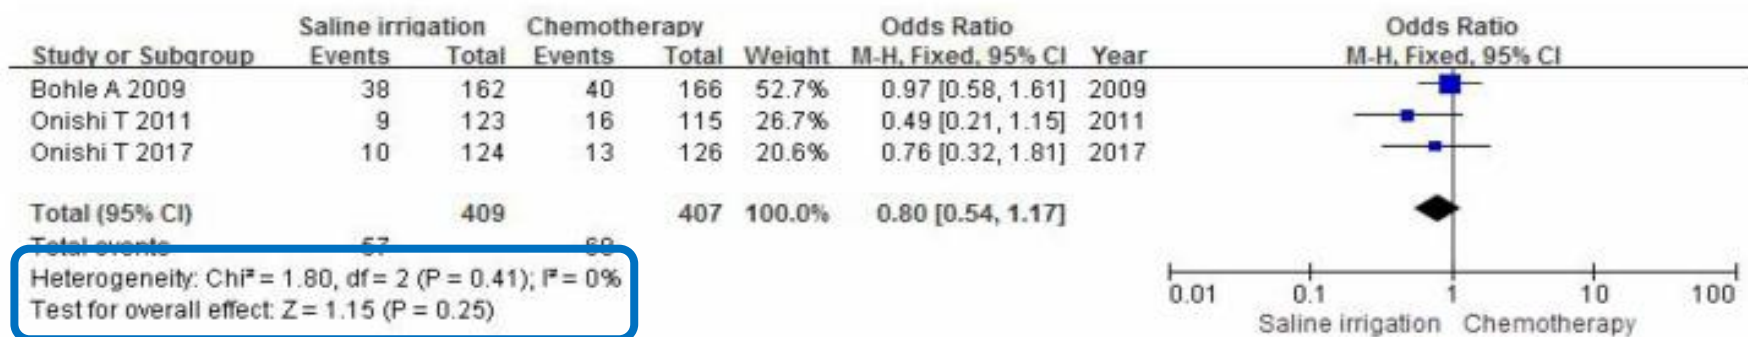 Saline irrigation Chemotherapy Odds Ratio Odds Ratio
Study or Subgroup Events Total Events Total Weight M-H, Fixed, 95% CI Year M-H, Fixed, 95% CI
Bohle A 2009 38 162 40 166 52.7% 0.97 [0.58, 1.61] 2009
Onishi T 2011 9 123 16 115 26.7% 0.49 [0.21, 1.15] 2011
Onishi T 2017 10 124 13 126 20.6% 0.76 [0.32, 1.81] 2017
Total (95% CI) 409 407 100.0% 0.80 [0.54, 1.17]
Total events 57 69
Heterogeneity: Chi² = 1.80, df = 2 (P = 0.41); I² = 0%
Test for overall effect: Z = 1.15 (P = 0.25)
0.01 0.1 1 10 100
Saline irrigation Chemotherapy